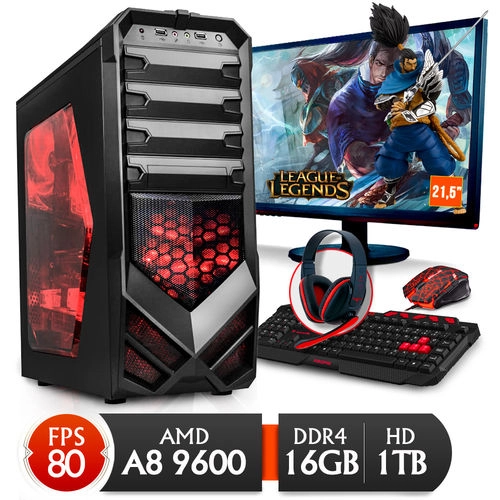 LEAGUE OF
LEGENDS
21,5"
FPS
80
AMD
A8 9600
DDR4
16GB
HD
1TB